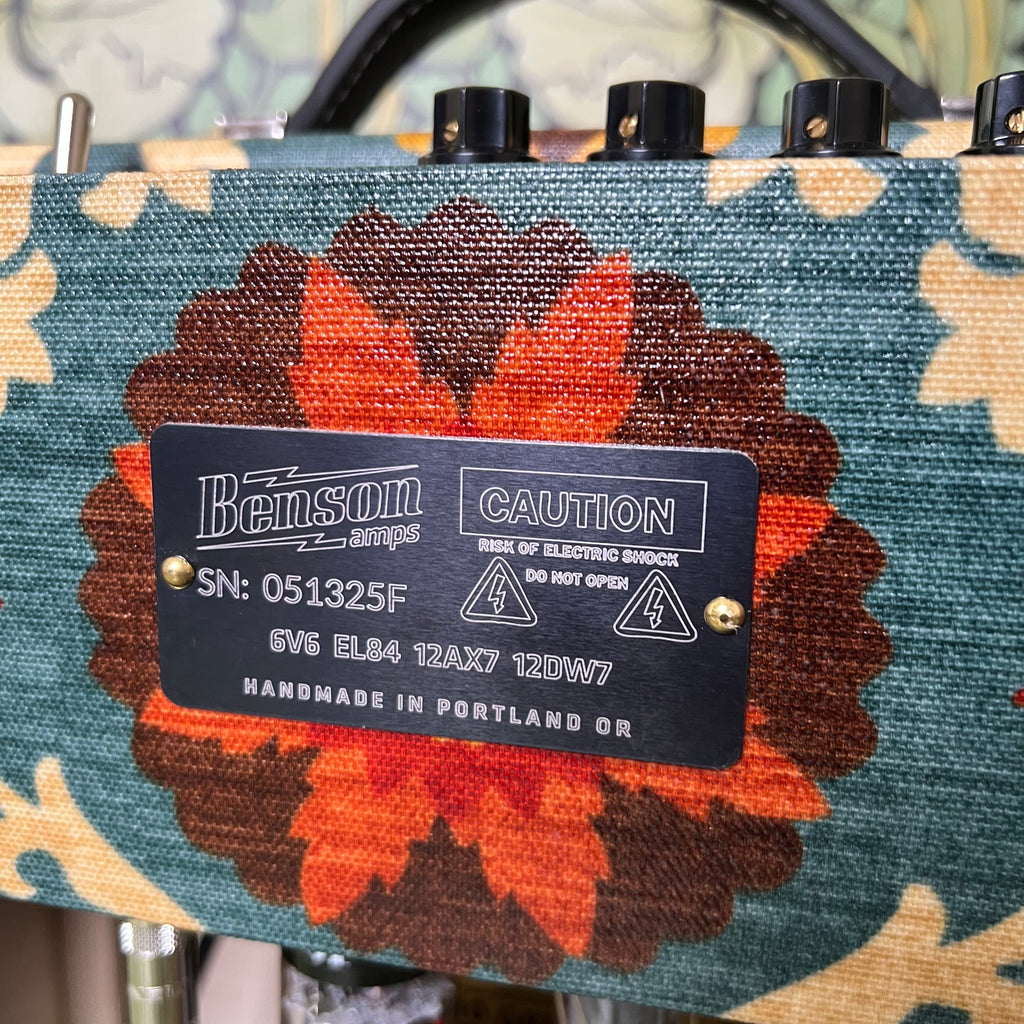 Benson
amps
SN: 051325F
CAUTION
RISK OF ELECTRIC SHOCK
DO NOT OPEN
6V6 EL84 12AX7 12DW7
HANDMADE IN PORTLAND OR